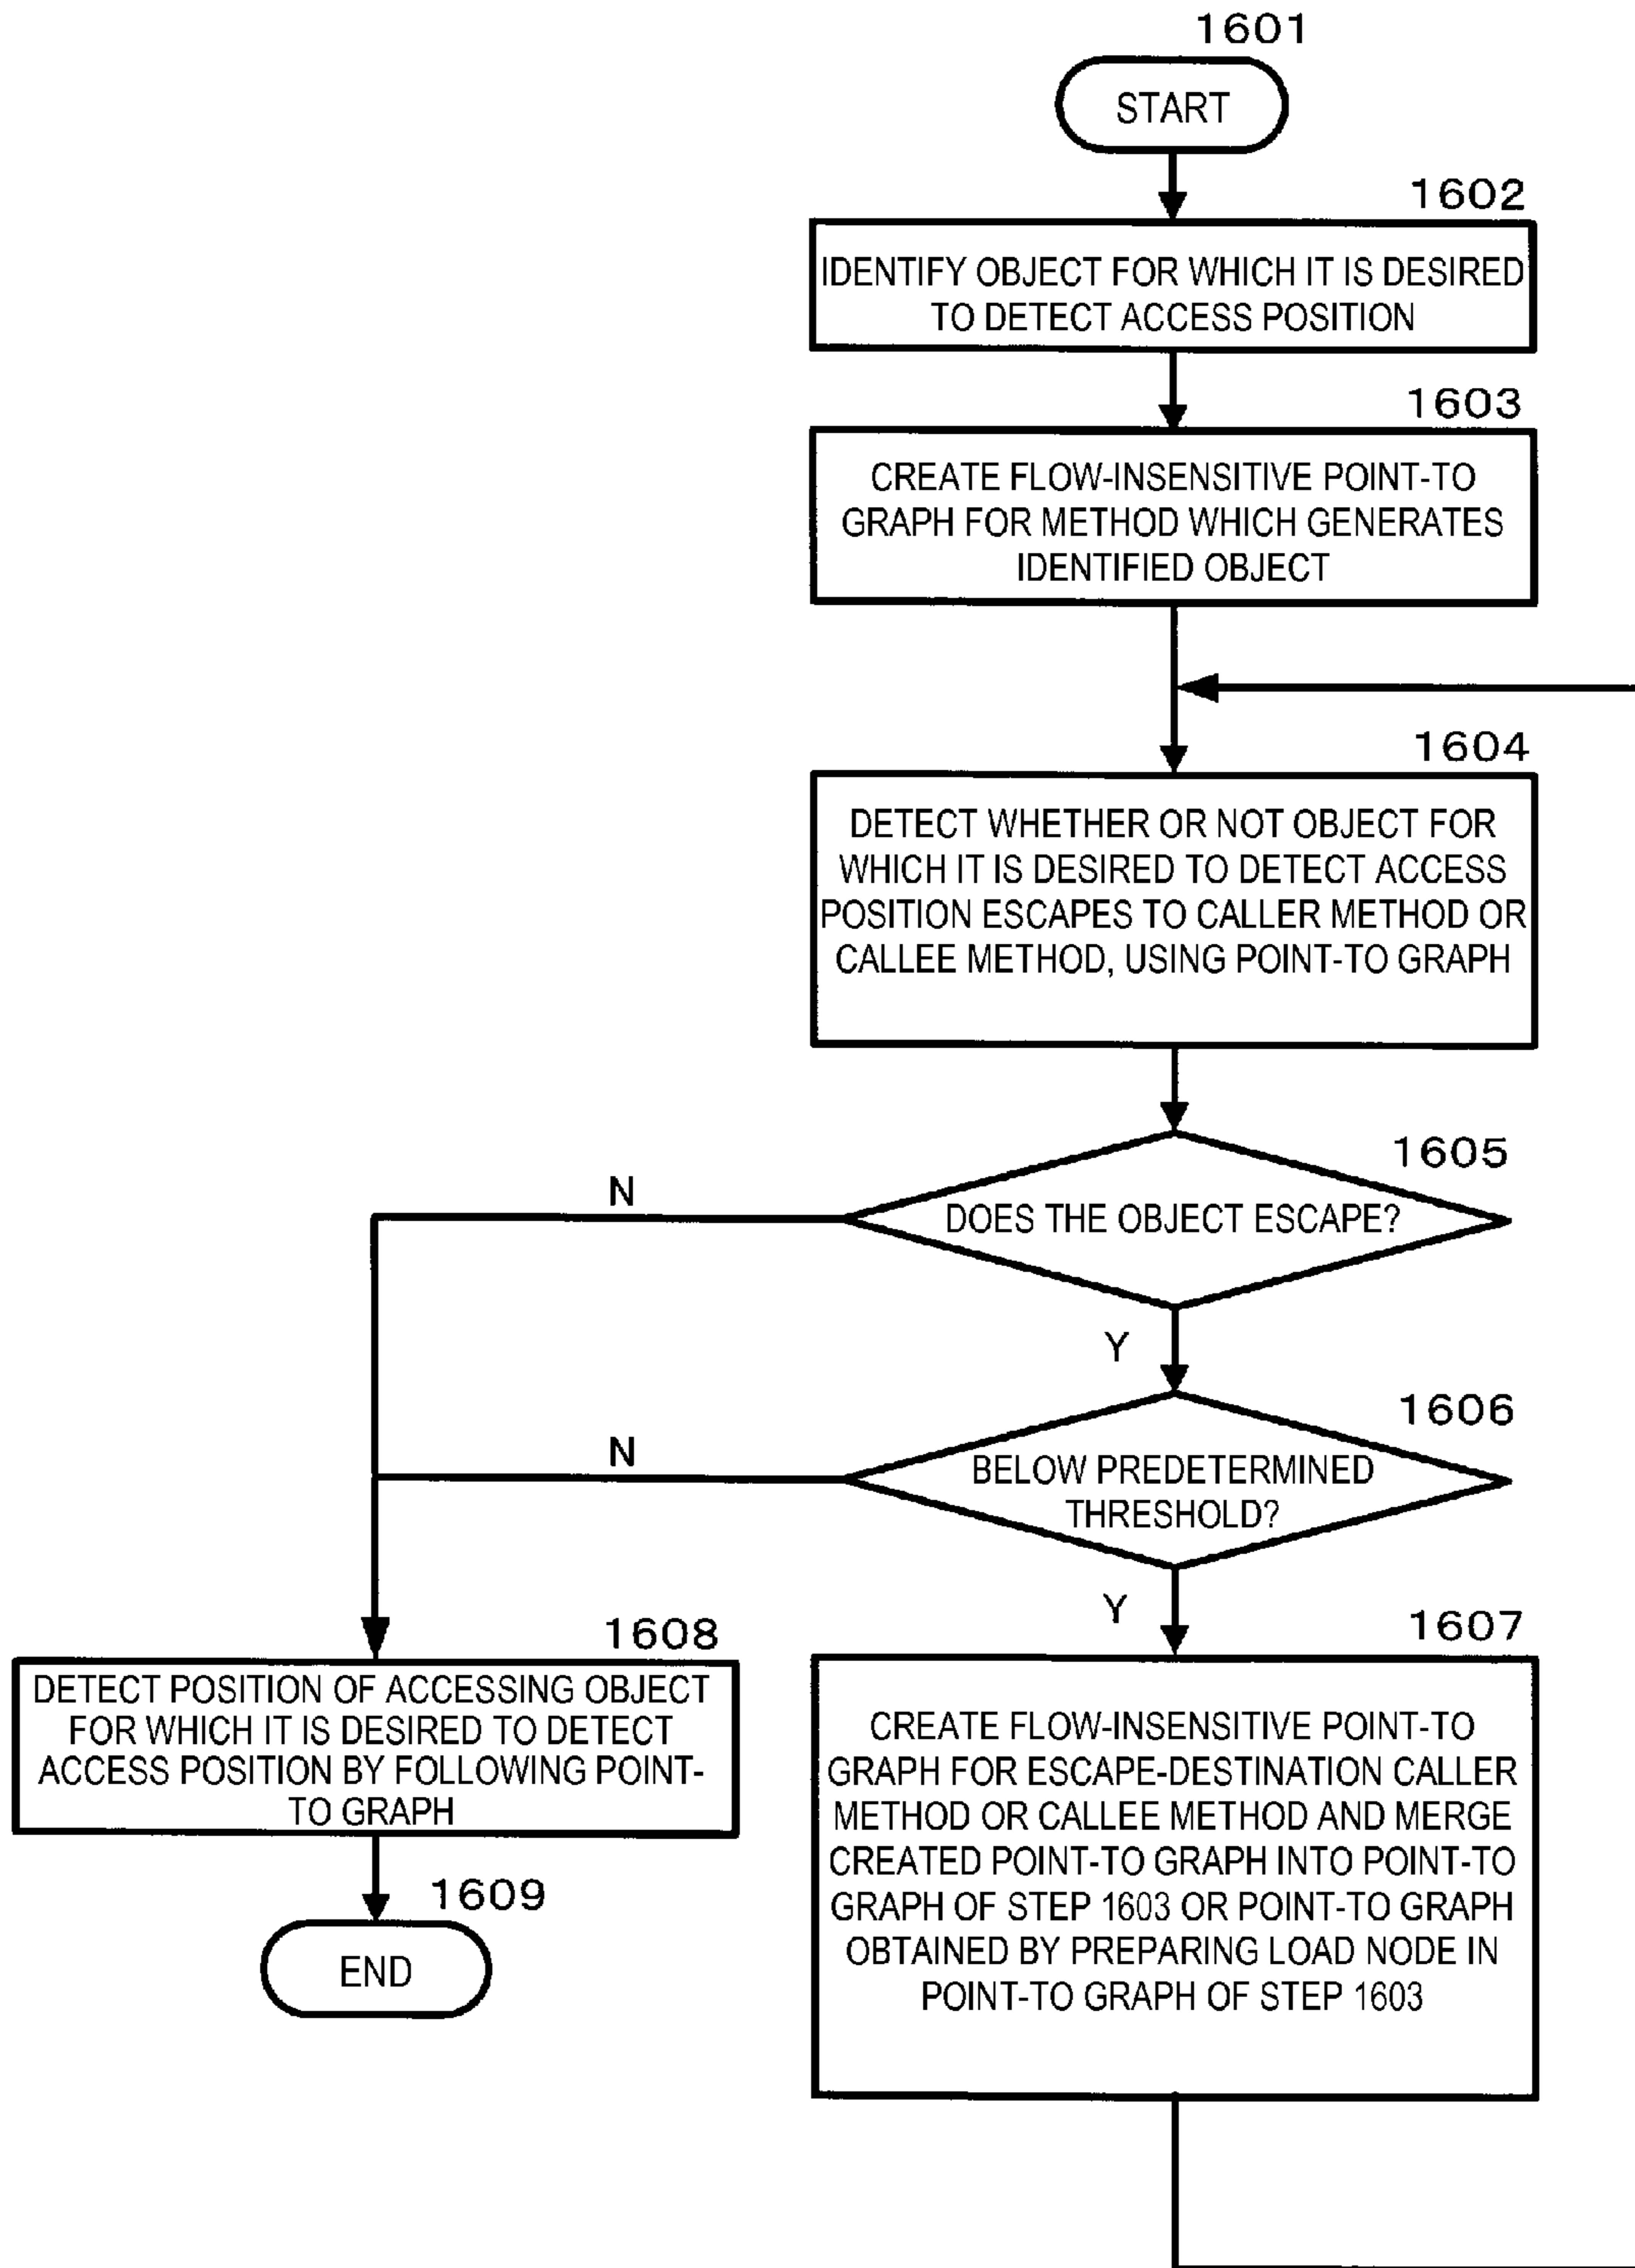 1601
START
1602
IDENTIFY OBJECT FOR WHICH IT IS DESIRED
TO DETECT ACCESS POSITION
1603
CREATE FLOW-INSENSITIVE POINT-TO
GRAPH FOR METHOD WHICH GENERATES
IDENTIFIED OBJECT
1604
DETECT WHETHER OR NOT OBJECT FOR
WHICH IT IS DESIRED TO DETECT ACCESS
POSITION ESCAPES TO CALLER METHOD OR
CALLEE METHOD, USING POINT-TO GRAPH
1605
DOES THE OBJECT ESCAPE?
N
Y
1606
BELOW PREDETERMINED
THRESHOLD?
N
Y
1607
CREATE FLOW-INSENSITIVE POINT-TO
GRAPH FOR ESCAPE-DESTINATION CALLER
METHOD OR CALLEE METHOD AND MERGE
CREATED POINT-TO GRAPH INTO POINT-TO
GRAPH OF STEP 1603 OR POINT-TO GRAPH
OBTAINED BY PREPARING LOAD NODE IN
POINT-TO GRAPH OF STEP 1603
1608
DETECT POSITION OF ACCESSING OBJECT
FOR WHICH IT IS DESIRED TO DETECT
ACCESS POSITION BY FOLLOWING POINT-
TO GRAPH
1609
END